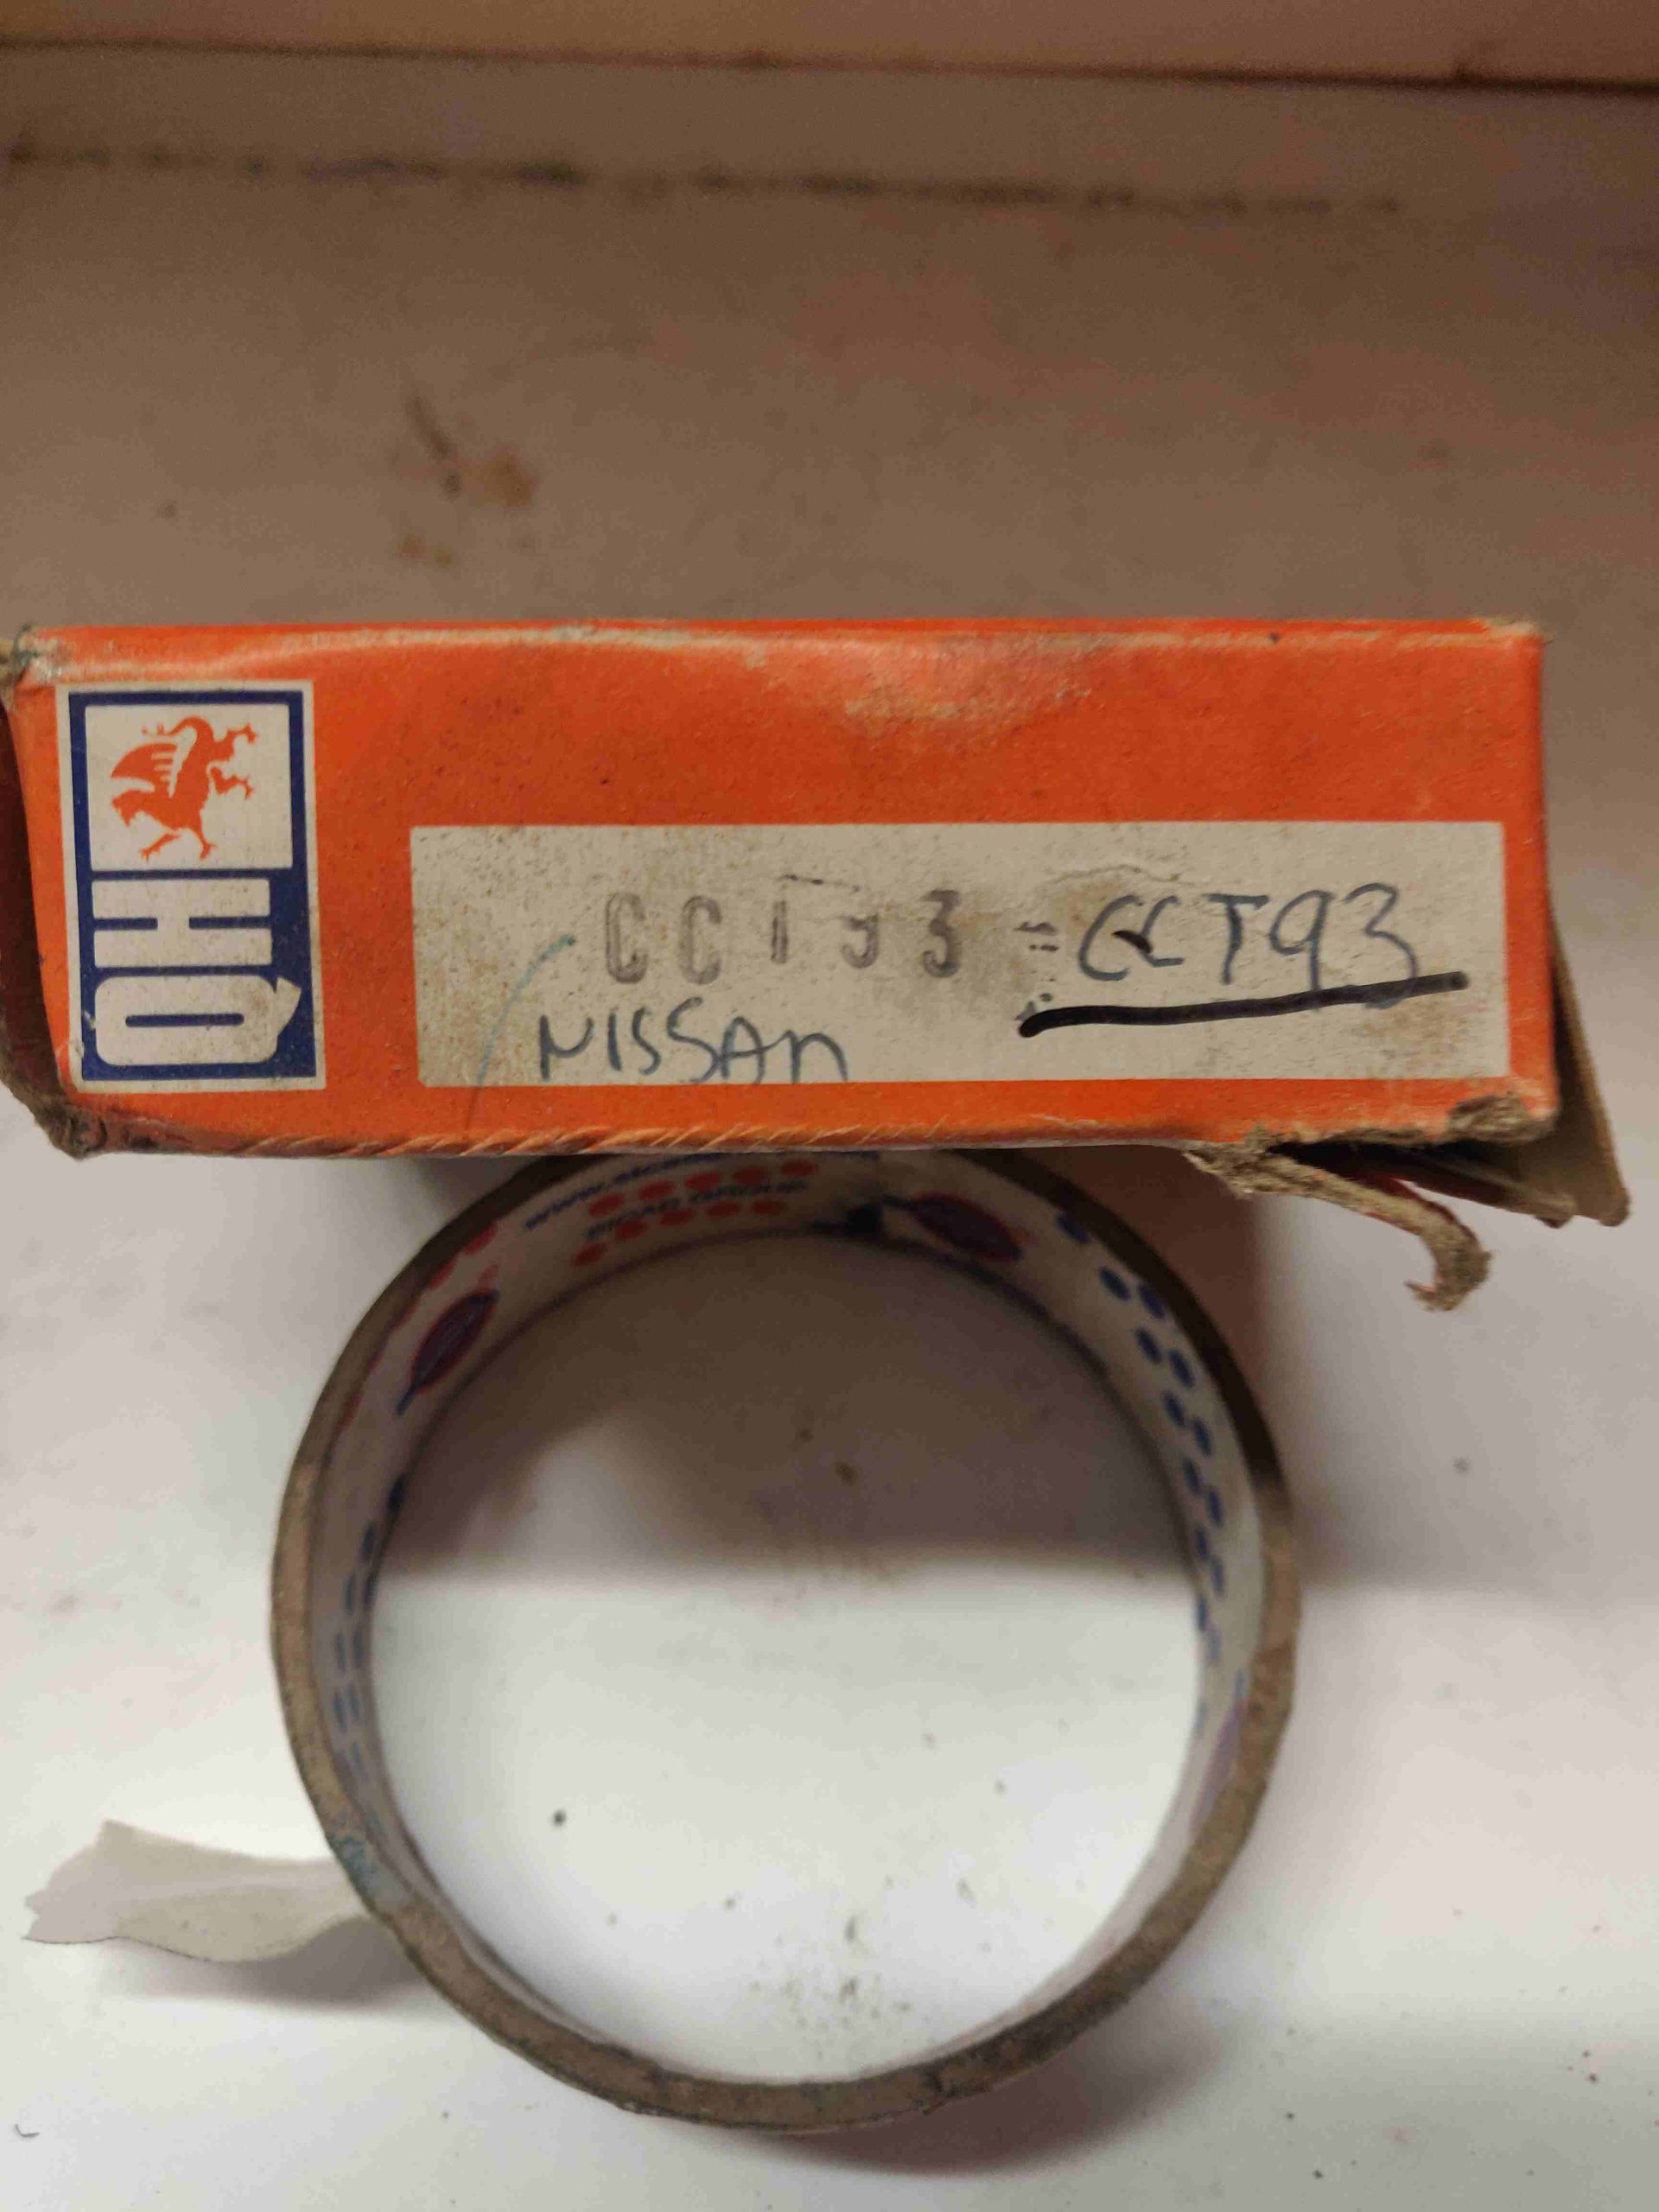 QH
CCT93 = CCT93
NISSAN